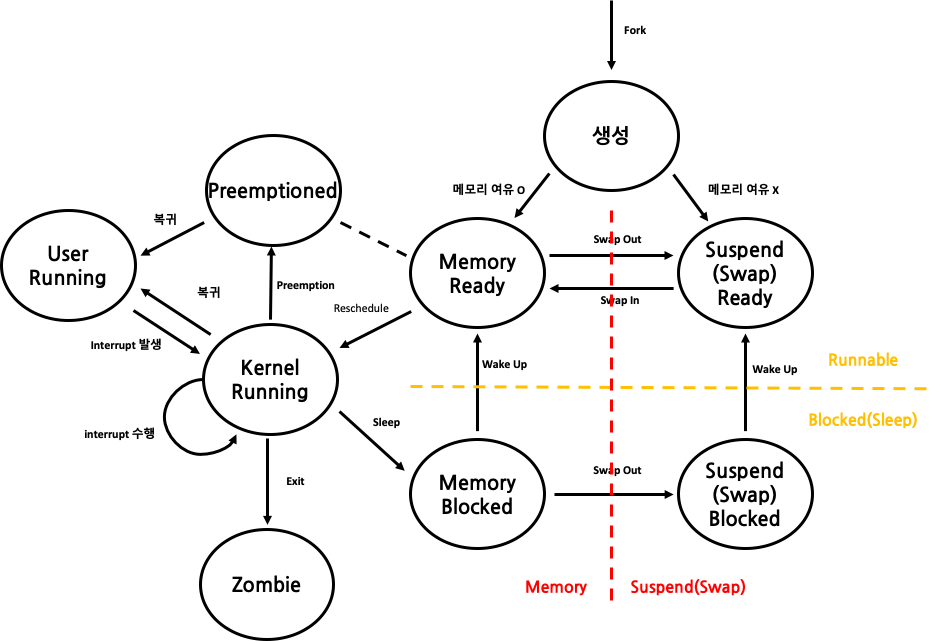 Fork
생성
메모리 여유 O
메모리 여유 X
Preemptioned
복귀
User
Running
Memory
Ready
Swap Out
Swap In
Suspend
(Swap)
Ready
Preemption
복귀
Reschedule
Interrupt 발생
Kernel
Running
Wake Up
Wake Up
Runnable
Blocked(Sleep)
interrupt 수행
Sleep
Exit
Memory
Blocked
Swap Out
Suspend
(Swap)
Blocked
Zombie
Memory
Suspend(Swap)